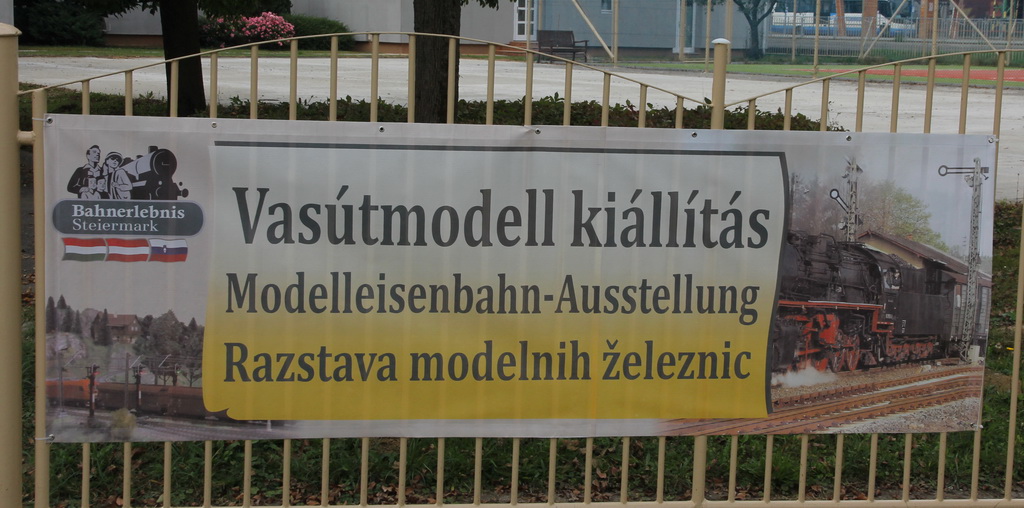 Bahnerlebnis
Steiermark
Vasútmodell kiállítás
Modelleisenbahn-Ausstellung
Razstava modelnih železnic